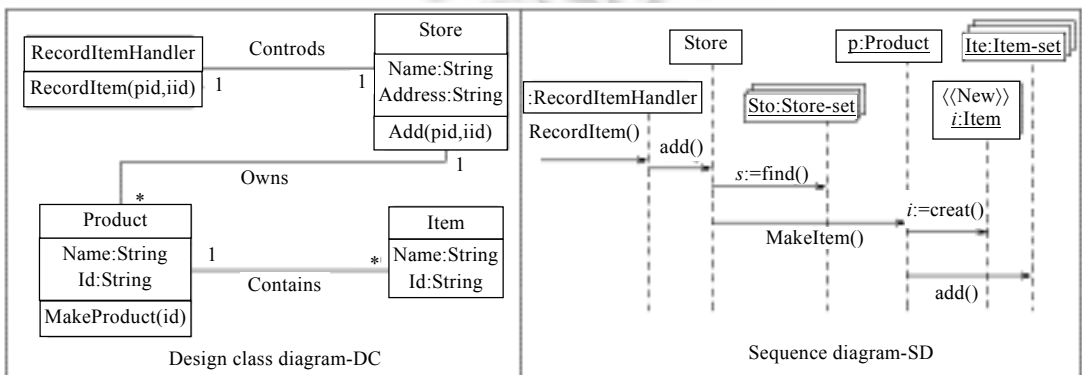 RecordItemHandler
RecordItem(pid,iid)
Controds
1
1
Store
Name:String
Address:String
Add(pid,iid)
1
Owns
*
Product
Name:String
Id:String
MakeProduct(id)
1
Contains
*
Item
Name:String
Id:String
Design class diagram-DC
Store
p:Product
Ite:Item-set
:RecordItemHandler
Sto:Store-set
⟨⟨New⟩⟩
i:Item
RecordItem()
add()
s:=find()
i:=creat()
MakeItem()
add()
Sequence diagram-SD